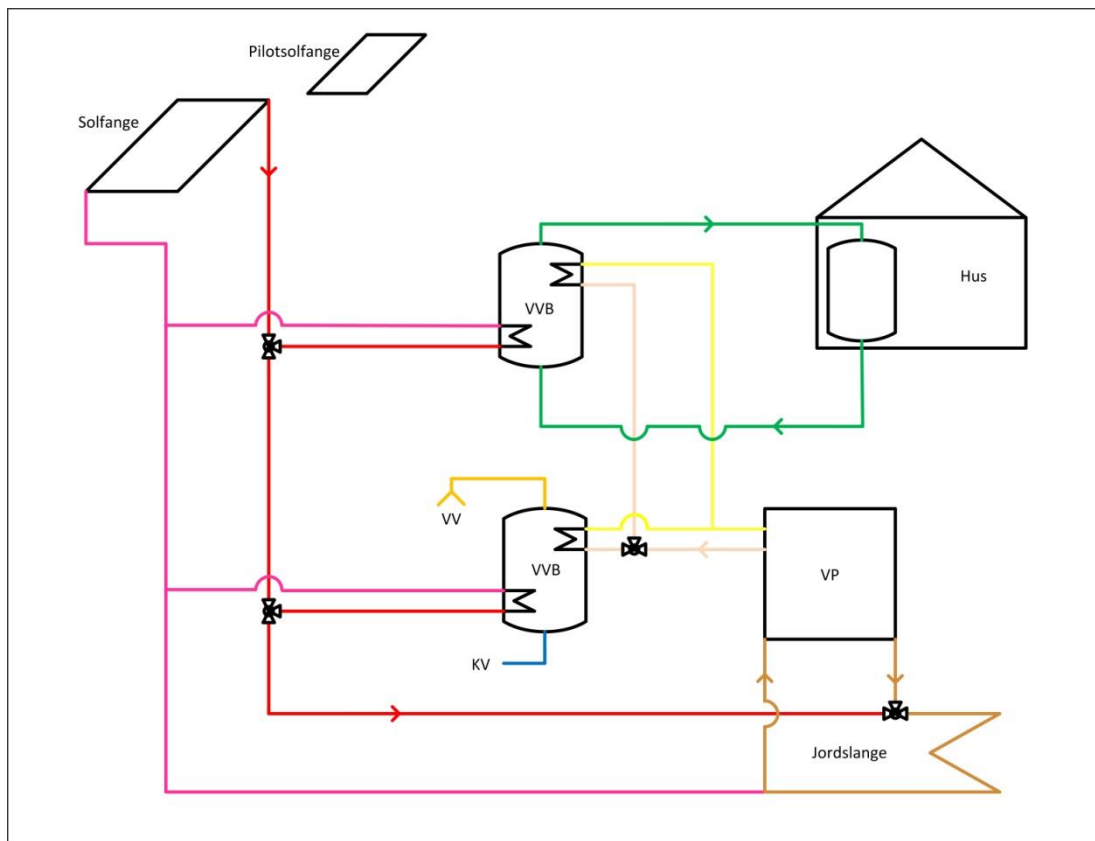 Pilotsolfange
Solfange
VVB
Hus
VV
VVB
VP
KV
Jordslange